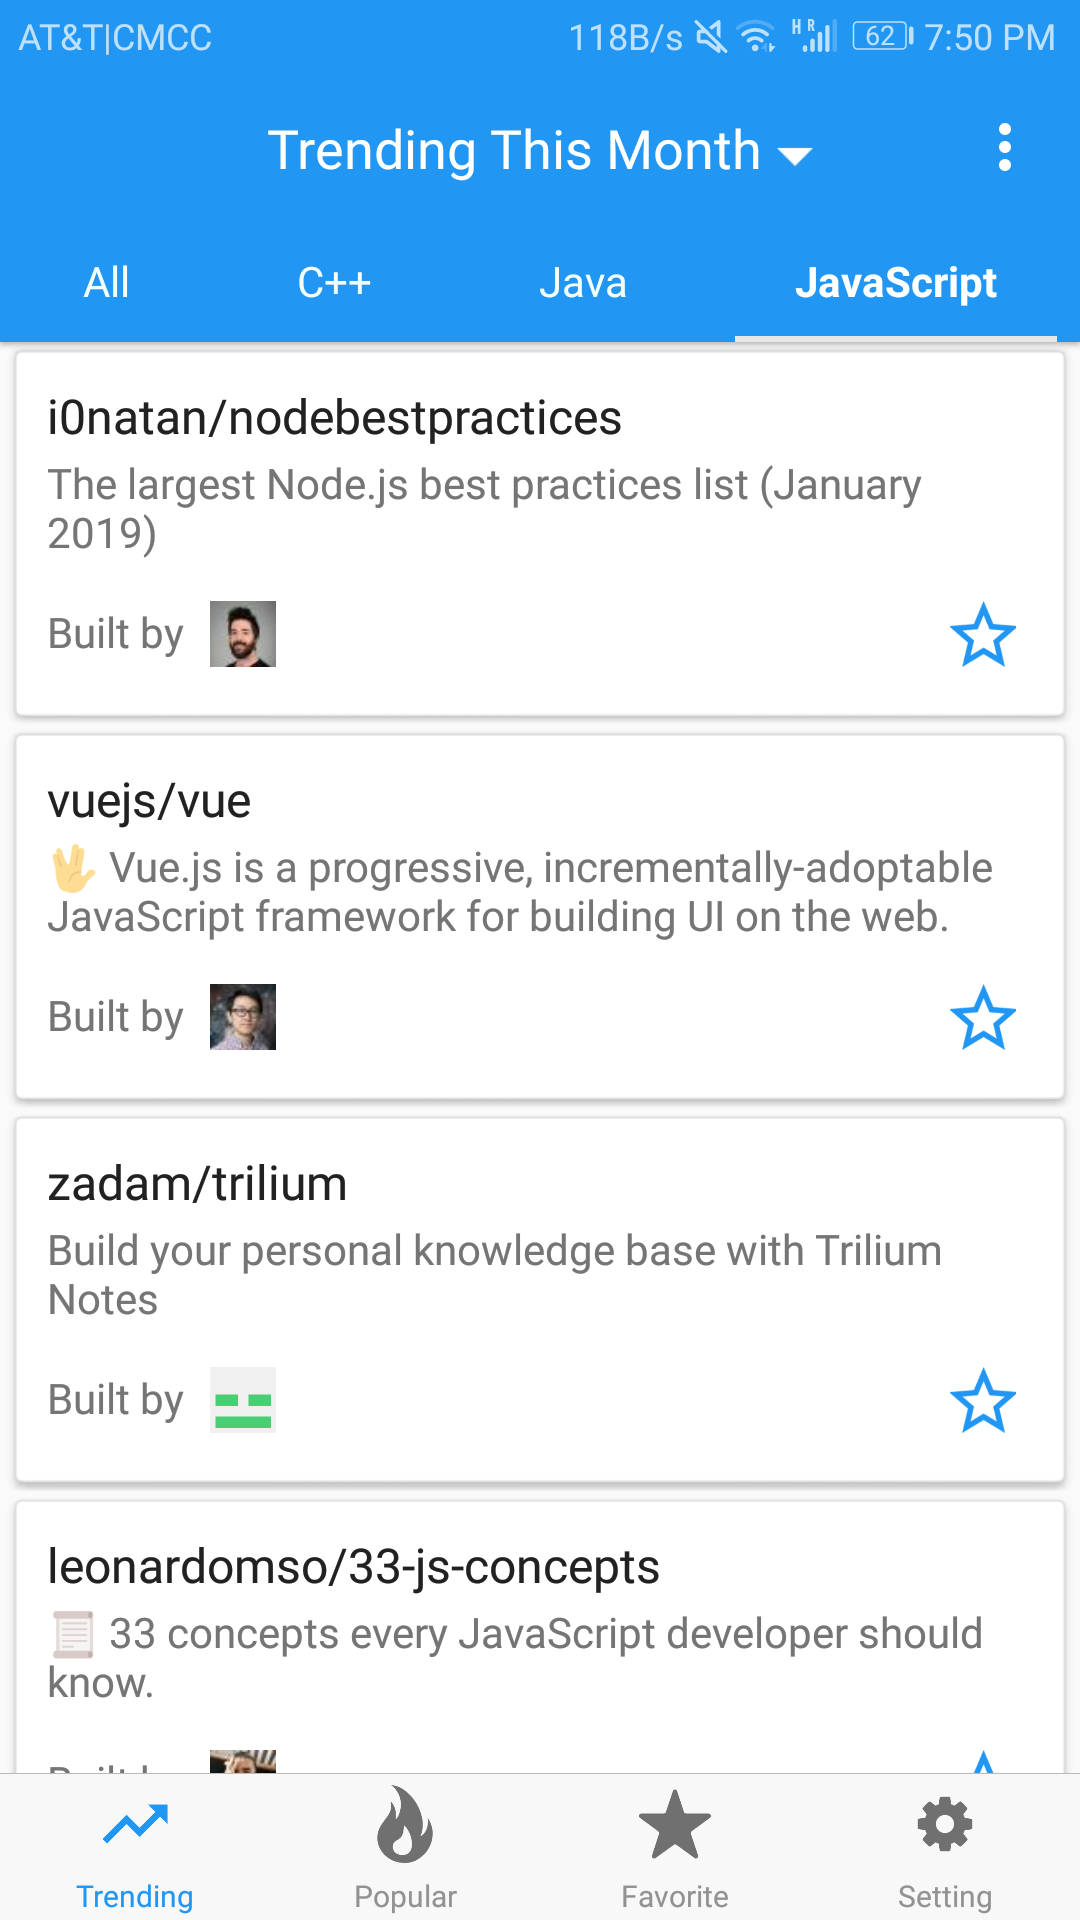 AT&T|CMCC 118B/s HR 62 7:50 PM
Trending This Month
All C++ Java JavaScript
i0natan/nodebestpractices
The largest Node.js best practices list (January
2019)
Built by
vuejs/vue
🖖 Vue.js is a progressive, incrementally-adoptable
JavaScript framework for building UI on the web.
Built by
zadam/trilium
Build your personal knowledge base with Trilium
Notes
Built by
leonardomso/33-js-concepts
📜 33 concepts every JavaScript developer should
know.
Trending Popular Favorite Setting